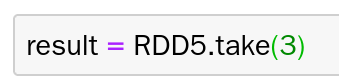 result = RDD5.take(3)